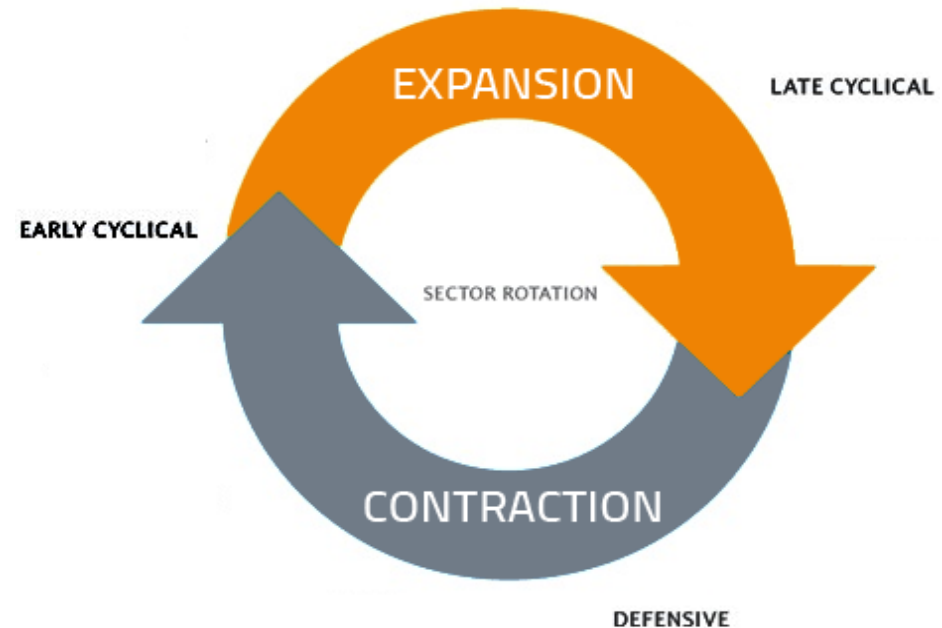 EXPANSION
LATE CYCLICAL
EARLY CYCLICAL
SECTOR ROTATION
CONTRACTION
DEFENSIVE